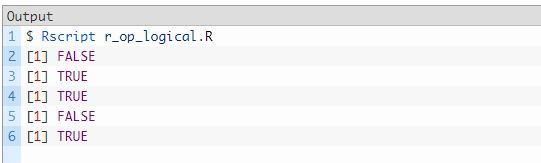 Output
1 $ Rscript r_op_logical.R
2 [1] FALSE
3 [1] TRUE
4 [1] TRUE
5 [1] FALSE
6 [1] TRUE